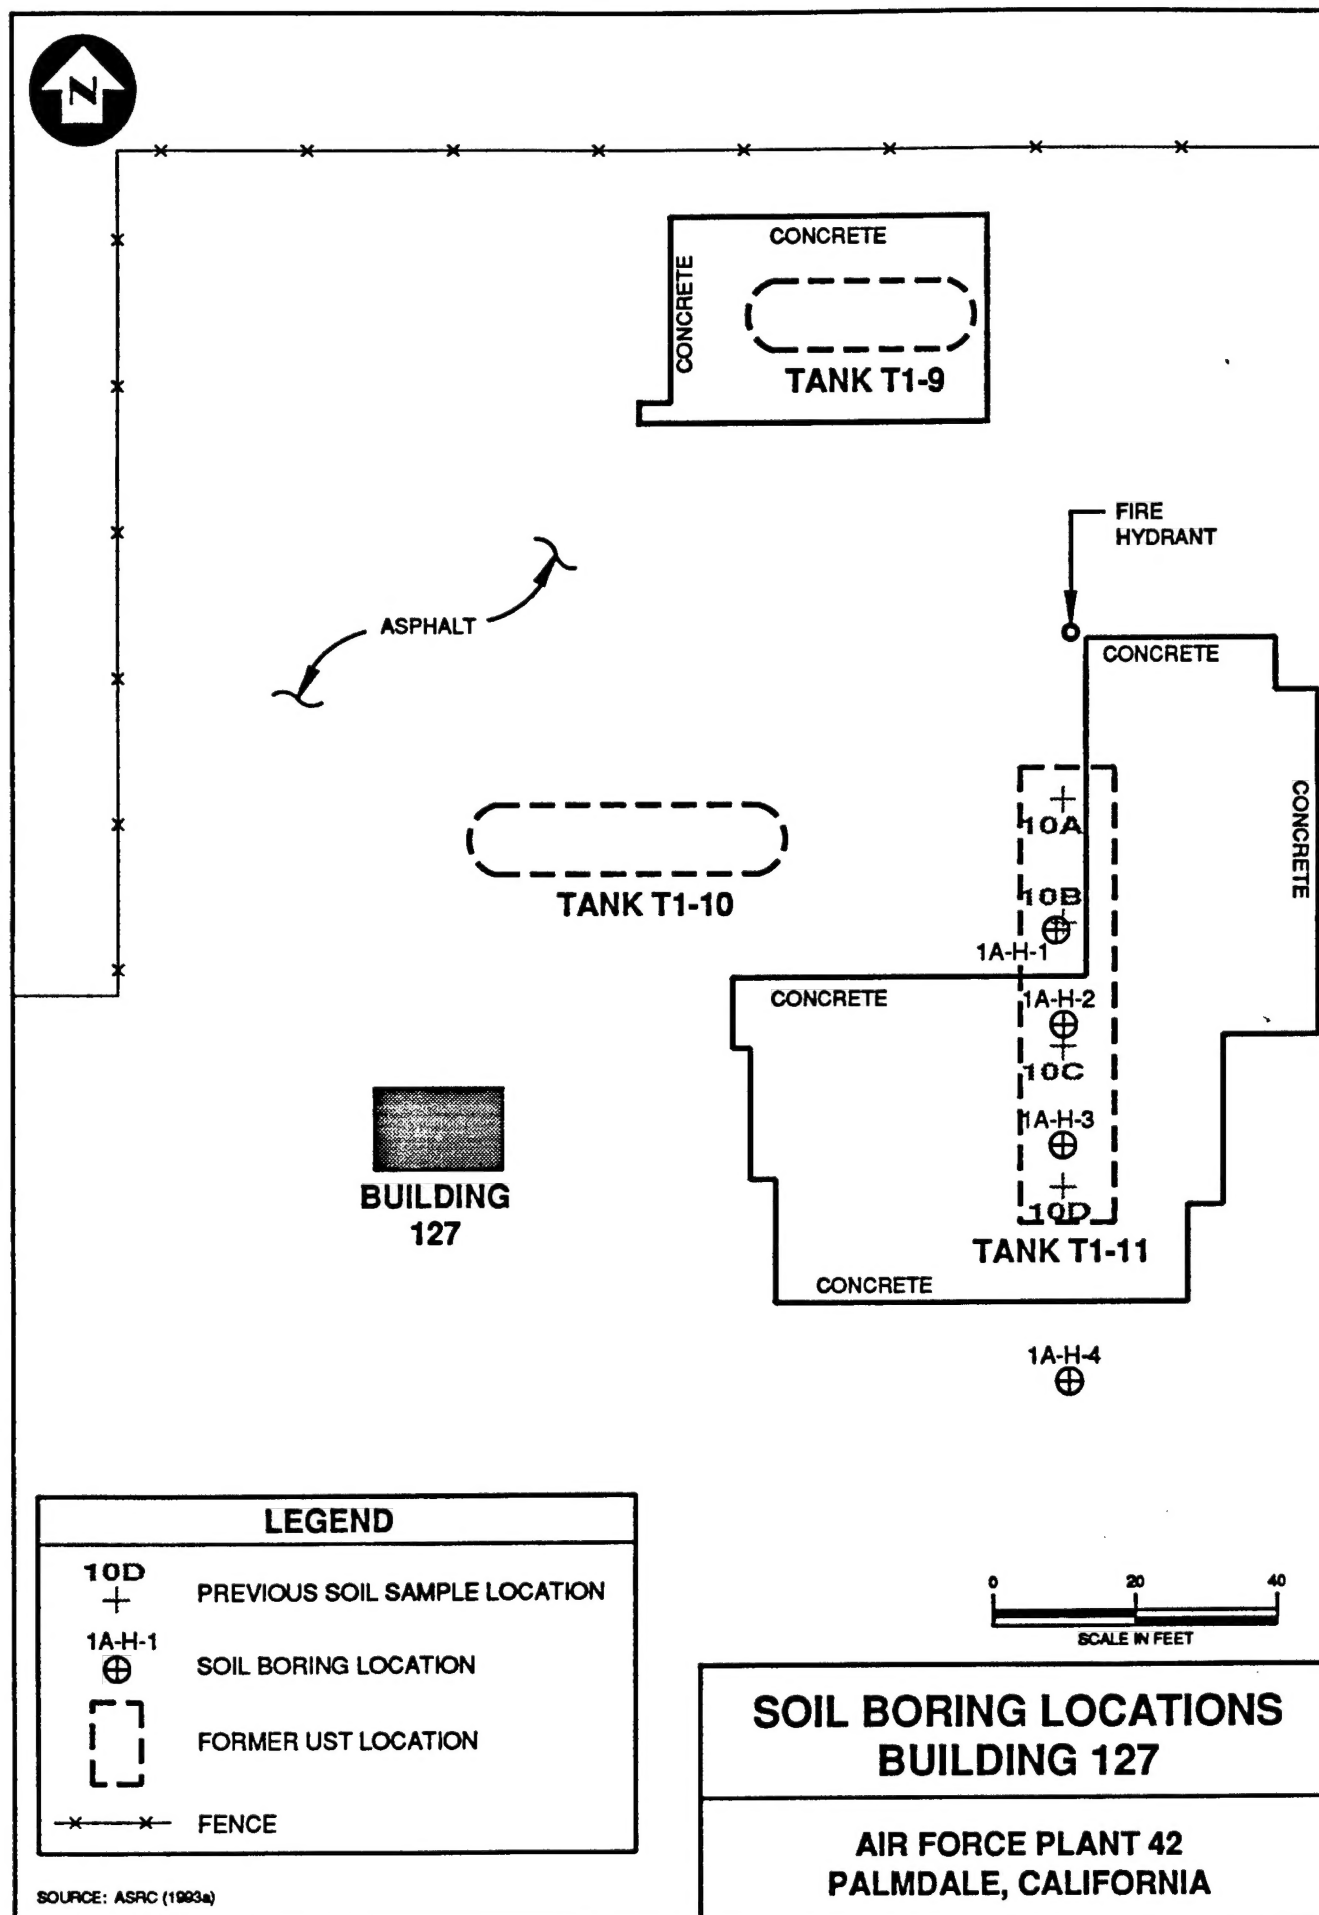 N
CONCRETE
CONCRETE
TANK T1-9
FIRE
HYDRANT
ASPHALT
CONCRETE
CONCRETE
10A
TANK T1-10
10B
1A-H-1
CONCRETE
1A-H-2
10C
1A-H-3
BUILDING
127
10D
TANK T1-11
CONCRETE
1A-H-4
LEGEND
10D
PREVIOUS SOIL SAMPLE LOCATION
1A-H-1
SOIL BORING LOCATION
FORMER UST LOCATION
FENCE
SOURCE: ASRC (1993a)
0 20 40
SCALE IN FEET
SOIL BORING LOCATIONS
BUILDING 127
AIR FORCE PLANT 42
PALMDALE, CALIFORNIA